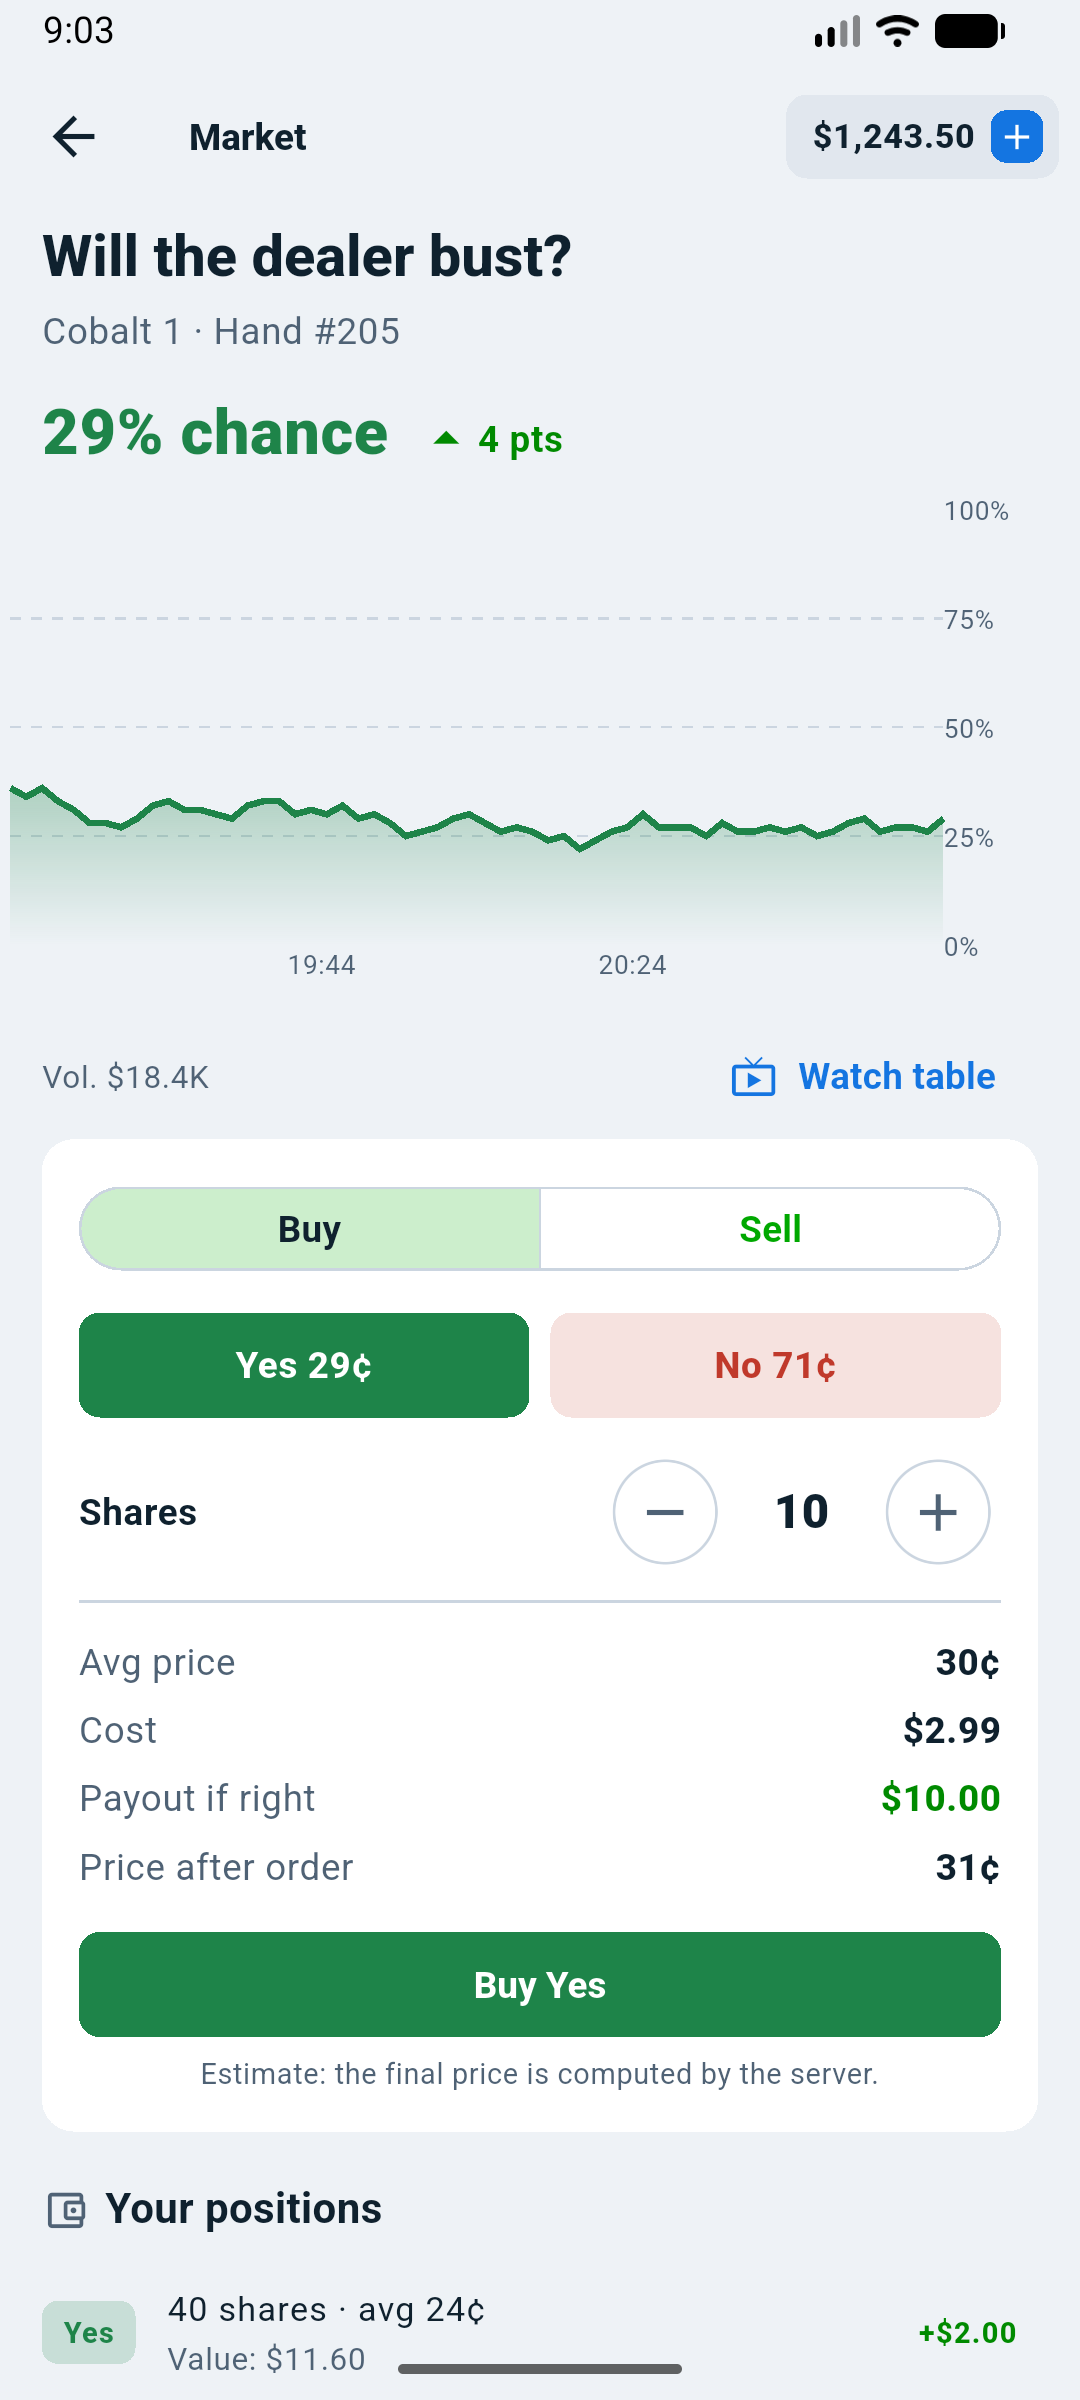 9:03
Market
$1,243.50
Will the dealer bust?
Cobalt 1 · Hand #205
29% chance
4 pts
100%
75%
50%
25%
0%
19:44
20:24
Vol. $18.4K
Watch table
Buy
Sell
Yes 29¢
No 71¢
Shares
10
Avg price
30¢
Cost
$2.99
Payout if right
$10.00
Price after order
31¢
Buy Yes
Estimate: the final price is computed by the server.
Your positions
Yes
40 shares · avg 24¢
Value: $11.60
+$2.00